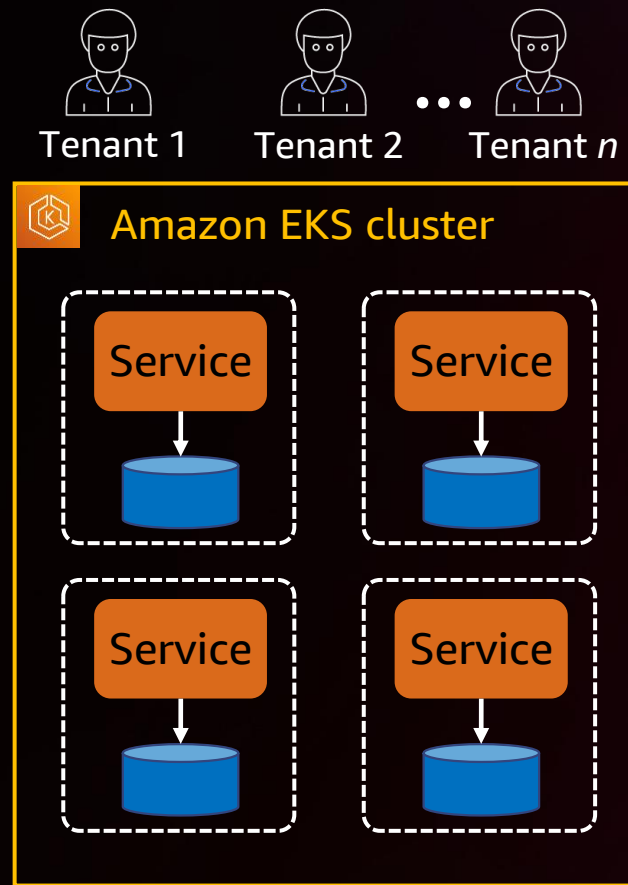 Tenant 1 Tenant 2 ... Tenant n
K Amazon EKS cluster
Service Service
Service Service